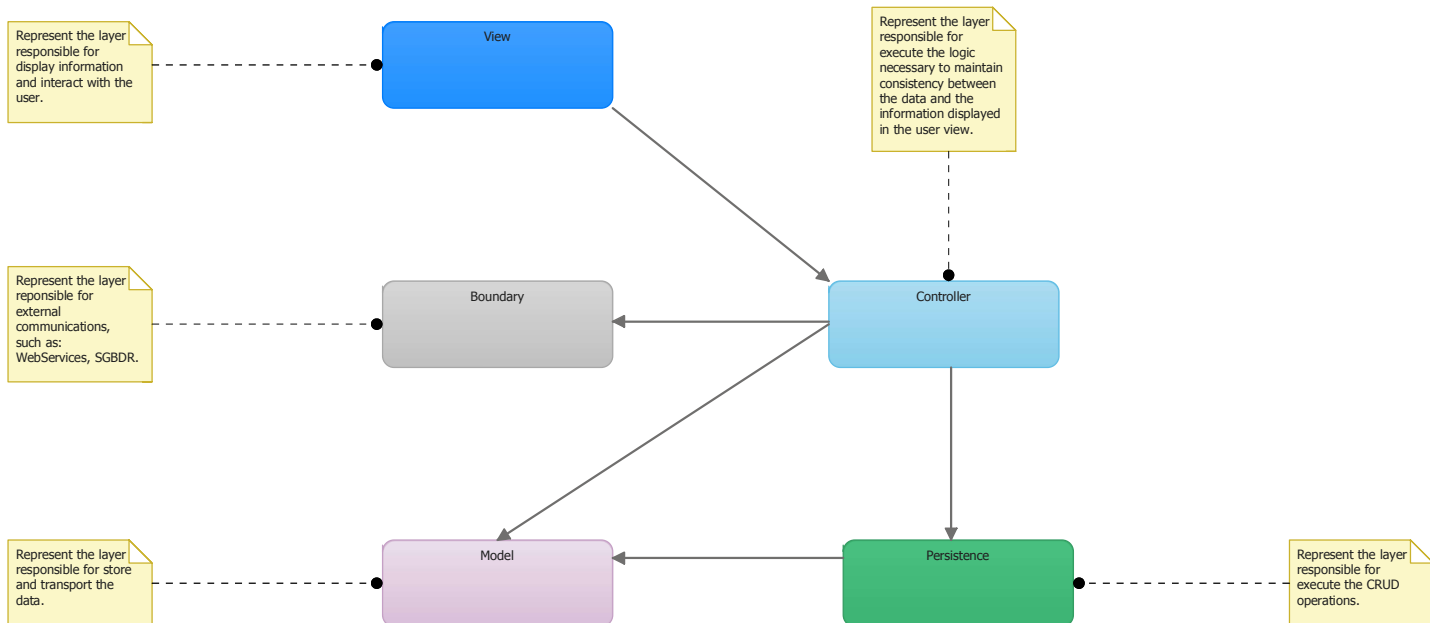 Represent the layer
responsible for
display information
and interact with the
user.
View
Represent the layer
responsible for
execute the logic
necessary to maintain
consistency between
the data and the
information displayed
in the user view.
Represent the layer
reponsible for
external
communications,
such as:
WebServices, SGBDR.
Boundary
Controller
Represent the layer
responsible for store
and transport the
data.
Model
Persistence
Represent the layer
responsible for
execute the CRUD
operations.